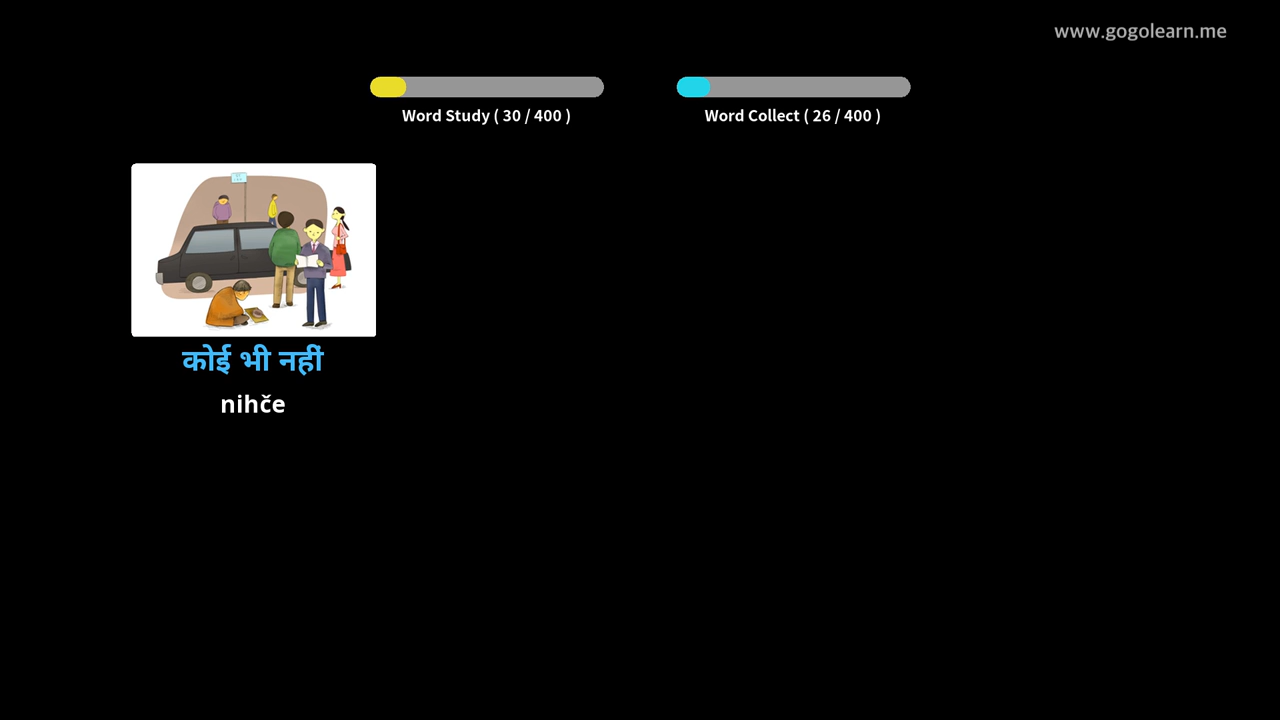 www.gogolearn.me
Word Study ( 30 / 400 )
Word Collect ( 26 / 400 )
कोई भी नहीं
nihče